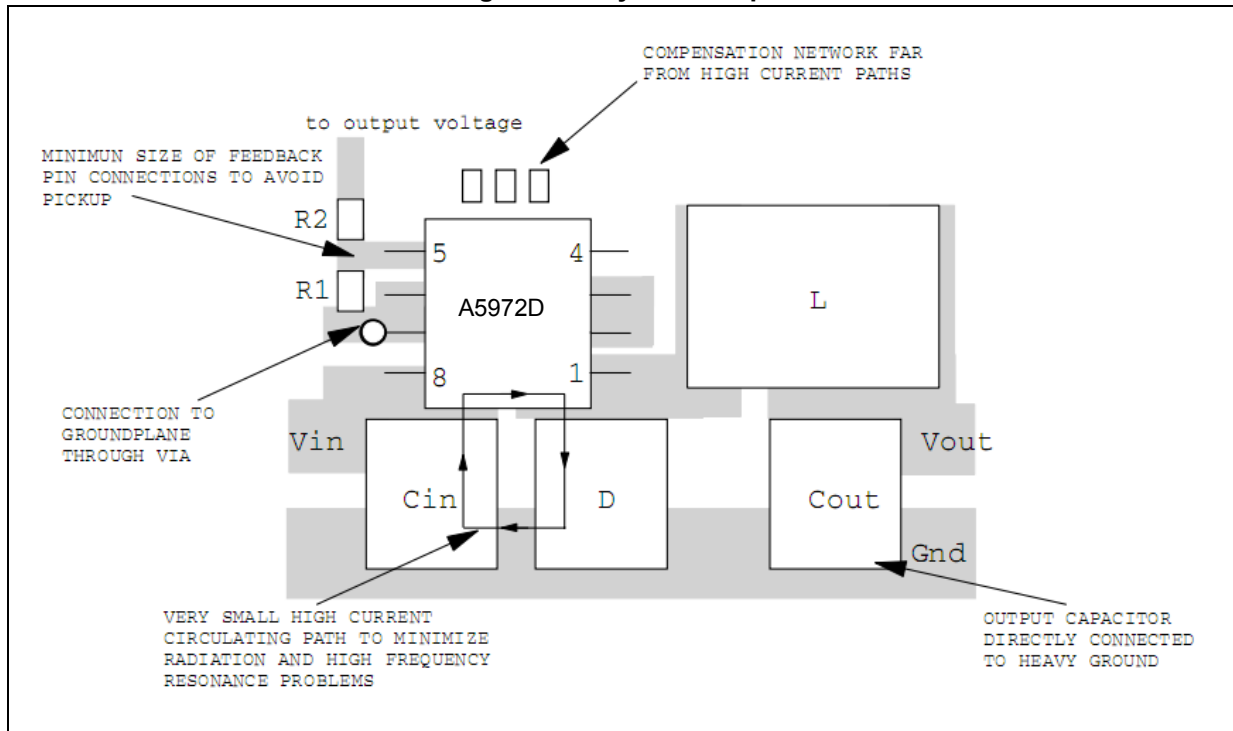 COMPENSATION NETWORK FAR
FROM HIGH CURRENT PATHS
to output voltage
MINIMUN SIZE OF FEEDBACK
PIN CONNECTIONS TO AVOID
PICKUP
R2
5
4
R1
A5972D
L
8
1
CONNECTION TO
GROUNDPLANE
THROUGH VIA
Vin
Vout
Cin
D
Cout
Gnd
VERY SMALL HIGH CURRENT
CIRCULATING PATH TO MINIMIZE
RADIATION AND HIGH FREQUENCY
RESONANCE PROBLEMS
OUTPUT CAPACITOR
DIRECTLY CONNECTED
TO HEAVY GROUND